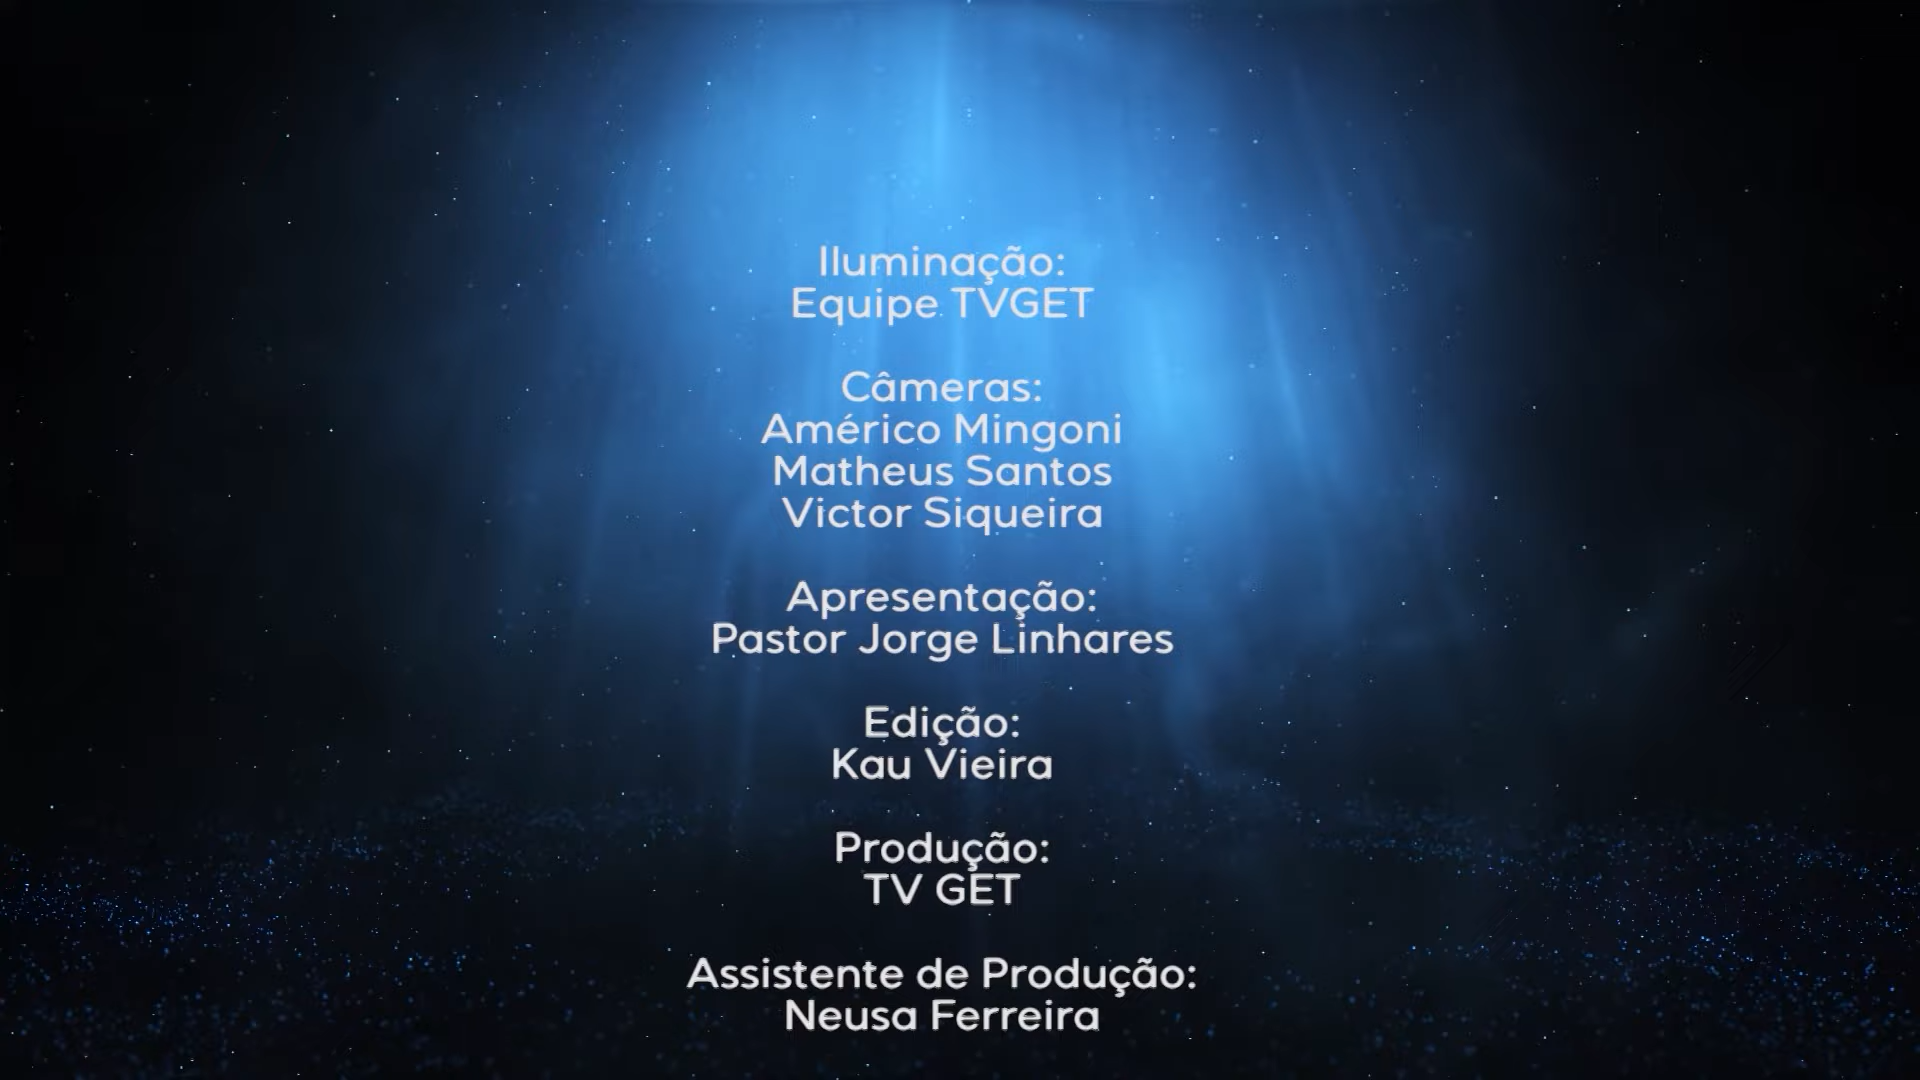 Iluminação:
Equipe TVGET
Câmeras:
Américo Mingoni
Matheus Santos
Victor Siqueira
Apresentação:
Pastor Jorge Linhares
Edição:
Kau Vieira
Produção:
TV GET
Assistente de Produção:
Neusa Ferreira